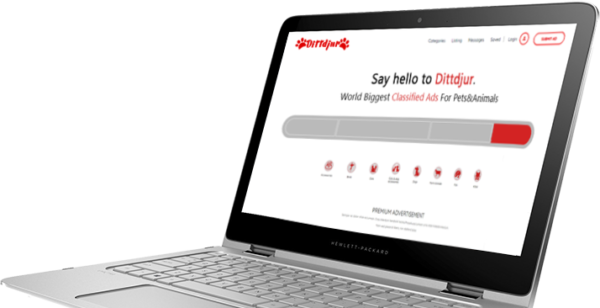 Dittdjur
Categories Listing Messages Saved Login SUBMIT AD
Say hello to Dittdjur.
World Biggest Classified Ads For Pets&Animals
PREMIUM ADVERTISEMENT
HEWLETT-PACKARD